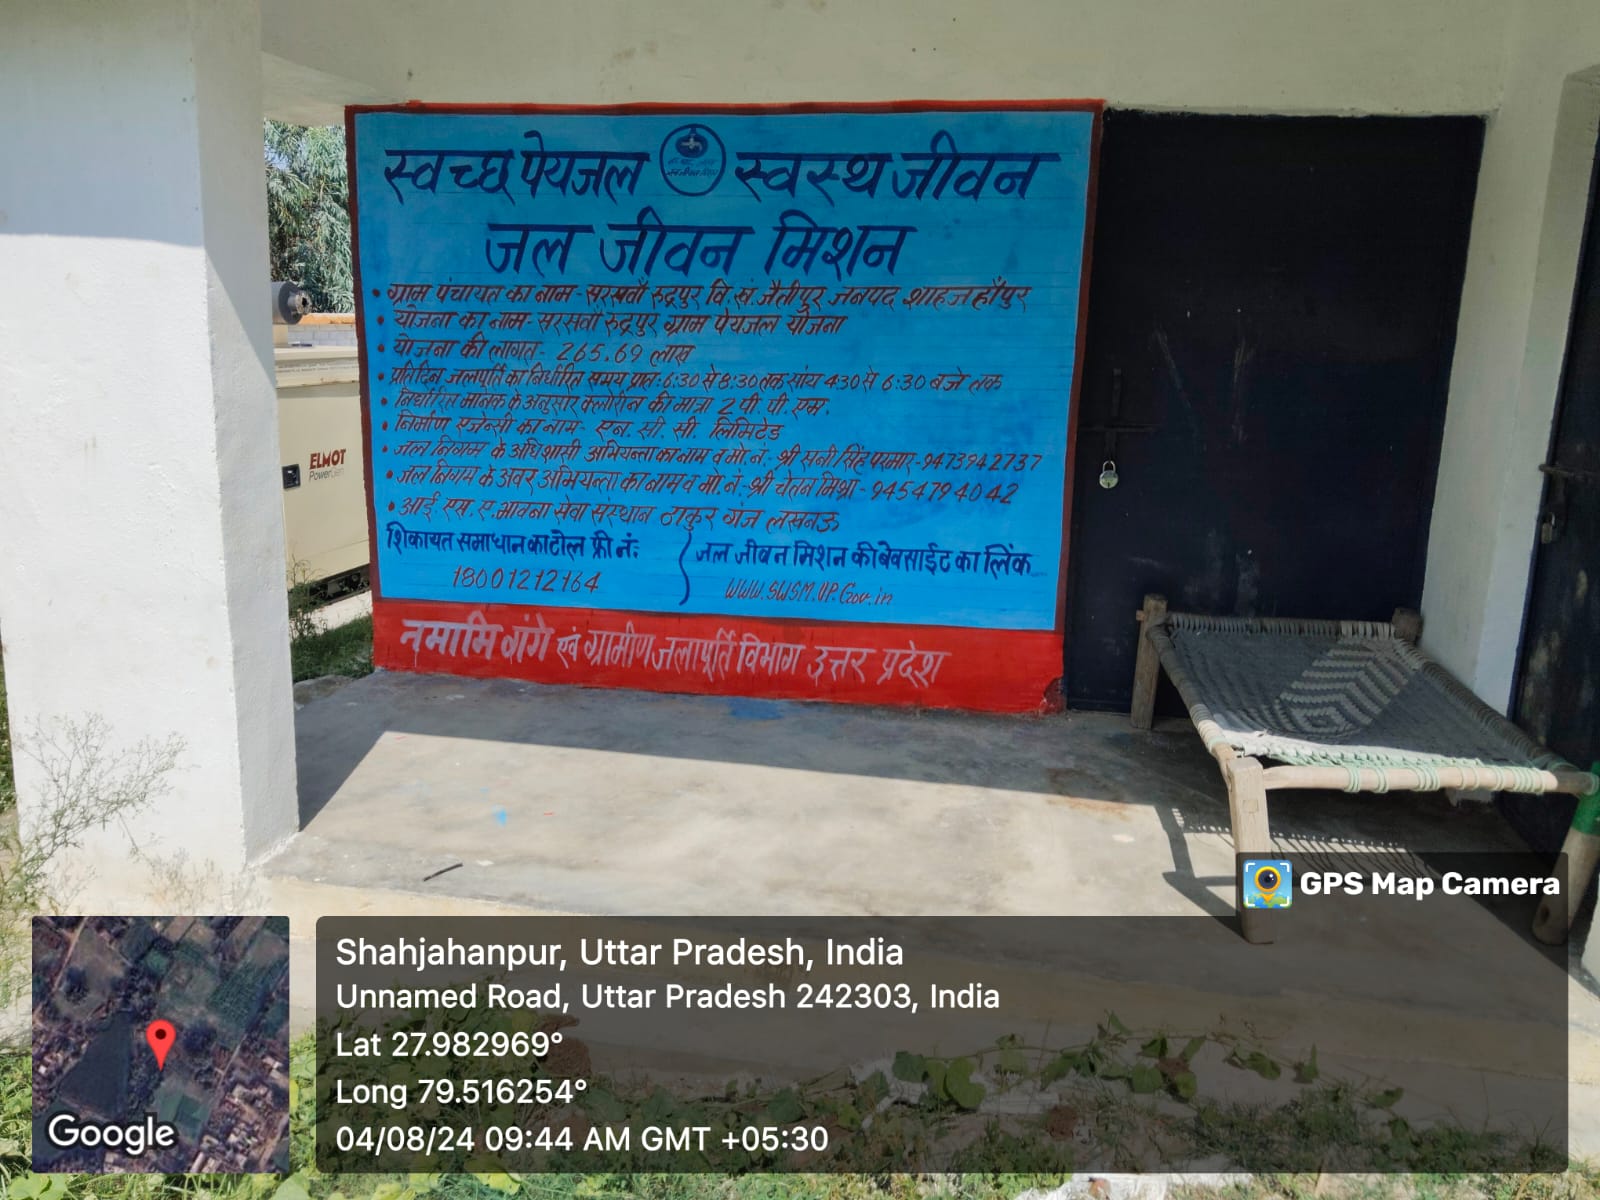 स्वच्छ पेयजल स्वस्थ जीवन
जल जीवन मिशन
• ग्राम पंचायत का नाम - सरसवाँ रुद्रपुर वि. खं. जैतीपुर जनपद शाहजहाँपुर
• योजना का नाम - सरसवाँ रुद्रपुर ग्राम पेयजल योजना
• योजना की लागत - 265.69 लाख
• प्रतिदिन जलपूर्ति का निर्धारित समय प्रातः 6:30 से 8:30 तक सांय 4:30 से 6:30 बजे तक
• निर्धारित मानक के अनुसार क्लोरीन की मात्रा 2 पी. पी. एम.
• निर्माण एजेन्सी का नाम - एन. सी. सी. लिमिटेड
• जल निगम के अधिशासी अभियन्ता का नाम व मो. नं. - श्री सनी सिंह परमार - 9473942737
• जल निगम के अवर अभियन्ता का नाम व मो. नं. - श्री चेतन मिश्रा - 9454794042
• आई. एस. ए. भावना सेवा संस्थान ठाकुर गंज लखनऊ
शिकायत समाधान का टोल फ्री नं:
18001212164
जल जीवन मिशन की बेवसाईट का लिंक
WWW.SWSM.UP.Gov.in
नमामि गंगे एवं ग्रामीण जलापूर्ति विभाग उत्तर प्रदेश
ELMOT
Powergen
GPS Map Camera
Shahjahanpur, Uttar Pradesh, India
Unnamed Road, Uttar Pradesh 242303, India
Lat 27.982969°
Long 79.516254°
04/08/24 09:44 AM GMT +05:30
Google